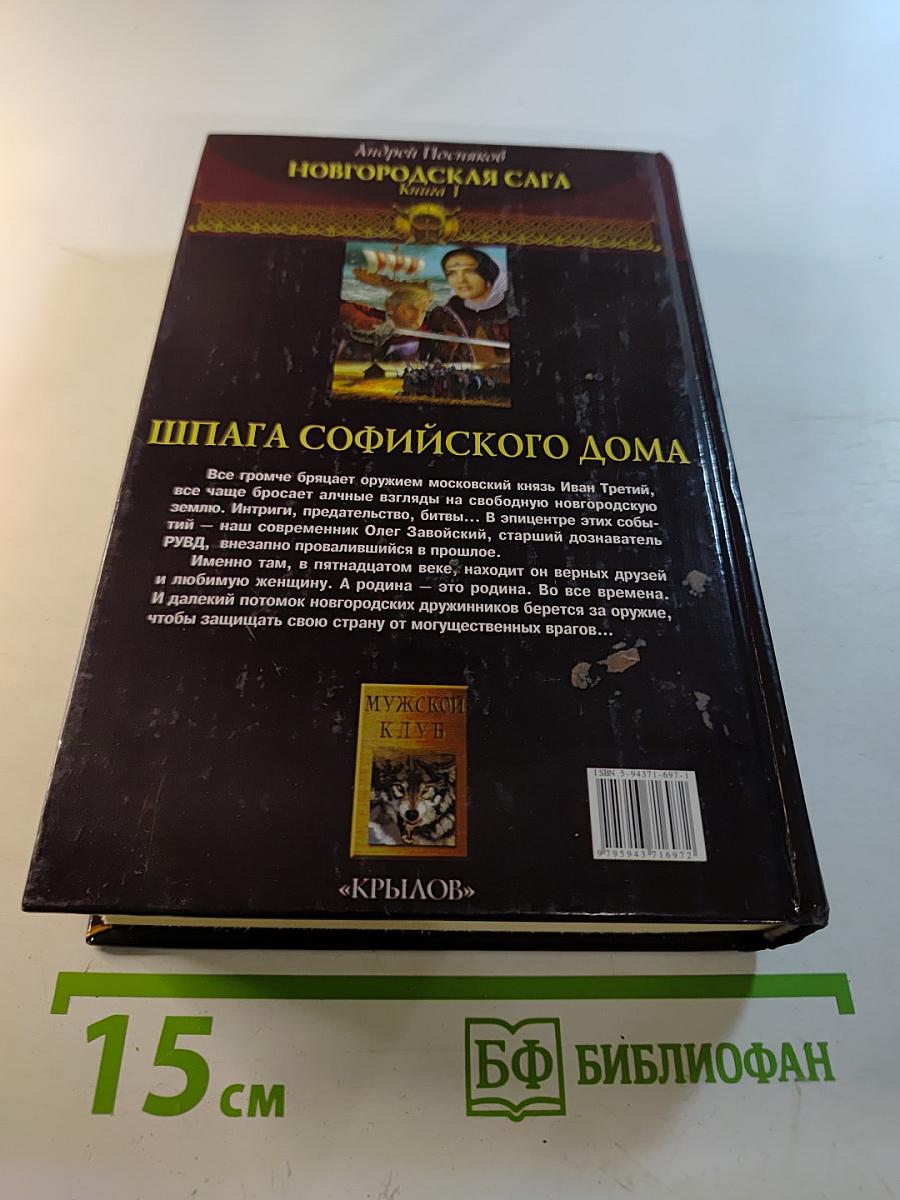 Андрей Посняков
НОВГОРОДСКАЯ САГА
Книга 1
ШПАГА СОФИЙСКОГО ДОМА
Все громче бряцает оружием московский князь Иван Третий,
все чаще бросает алчные взгляды на свободную новгородскую
землю. Интриги, предательство, битвы... В эпицентре этих собы-
тий — наш современник Олег Завойский, старший дознаватель
РУВД, внезапно провалившийся в прошлое.
Именно там, в пятнадцатом веке, находит он верных друзей
и любимую женщину. А родина — это родина. Во все времена.
И далекий потомок новгородских дружинников берется за оружие,
чтобы защищать свою страну от могущественных врагов...
МУЖСКОЙ
КЛУБ
ISBN 5-94371-697-1
9 795943 716972
«КРЫЛОВ»
15 см
БФ БИБЛИОФАН